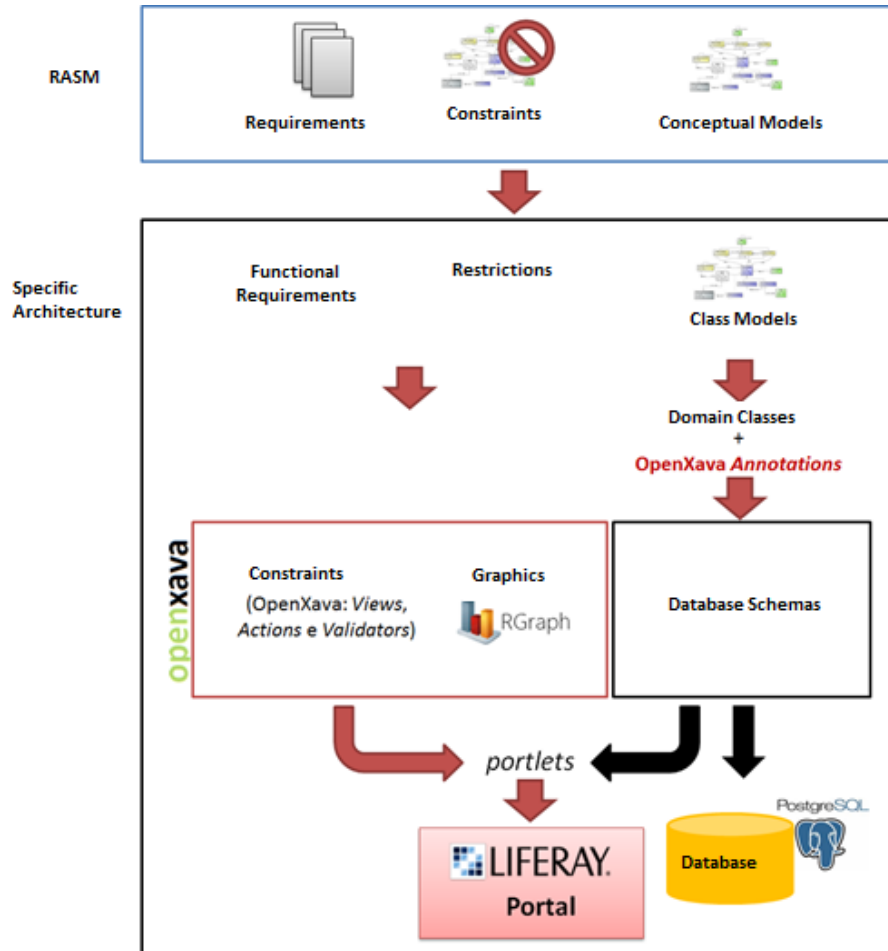 RASM
Requirements
Constraints
Conceptual Models
Specific
Architecture
Functional
Requirements
Restrictions
Class Models
Domain Classes
+
OpenXava Annotations
openxava
Constraints
(OpenXava: Views,
Actions e Validators)
Graphics
RGraph
Database Schemas
portlets
LIFERAY.
Portal
PostgreSQL
Database